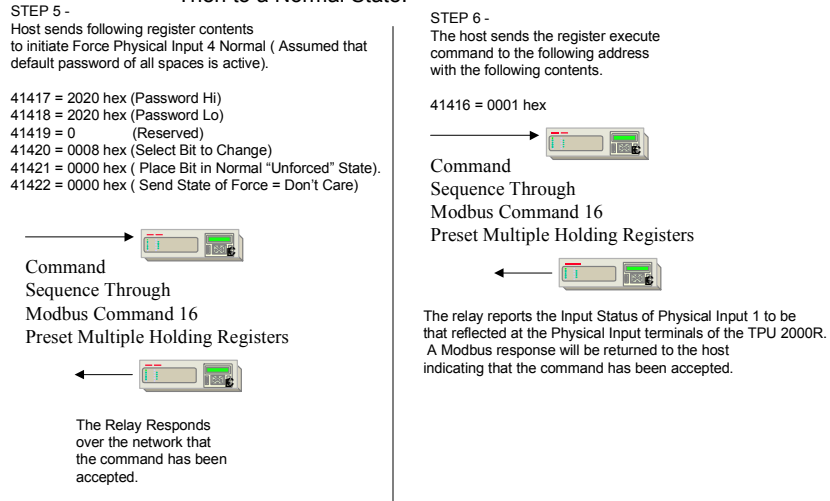 Then to a Normal State.
STEP 5 -
Host sends following register contents
to initiate Force Physical Input 4 Normal ( Assumed that
default password of all spaces is active).
41417 = 2020 hex (Password Hi)
41418 = 2020 hex (Password Lo)
41419 = 0 (Reserved)
41420 = 0008 hex (Select Bit to Change)
41421 = 0000 hex ( Place Bit in Normal “Unforced” State).
41422 = 0000 hex ( Send State of Force = Don’t Care)
Command
Sequence Through
Modbus Command 16
Preset Multiple Holding Registers
The Relay Responds
over the network that
the command has been
accepted.
STEP 6 -
The host sends the register execute
command to the following address
with the following contents.
41416 = 0001 hex
Command
Sequence Through
Modbus Command 16
Preset Multiple Holding Registers
The relay reports the Input Status of Physical Input 1 to be
that reflected at the Physical Input terminals of the TPU 2000R.
A Modbus response will be returned to the host
indicating that the command has been accepted.